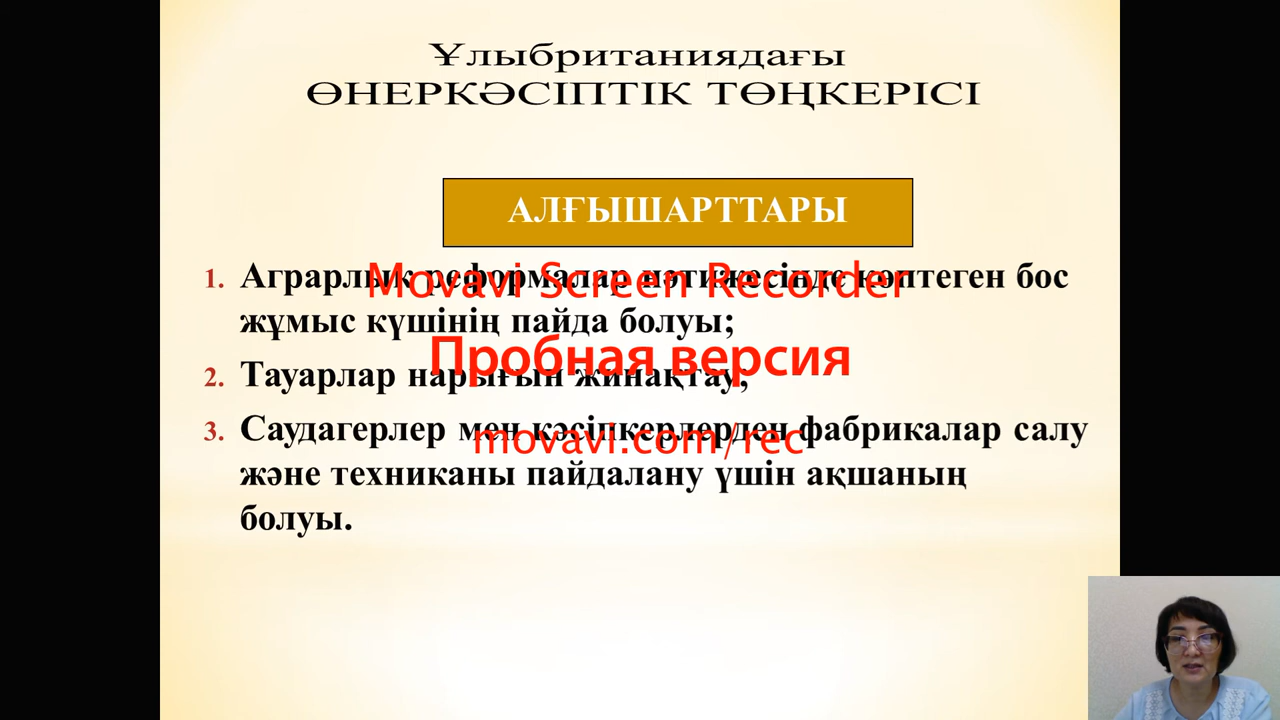 Ұлыбританиядағы
ӨНЕРКӘСІПТІК ТӨҢКЕРІСІ
АЛҒЫШАРТТАРЫ
1. Аграрлық реформалар нәтижесінде көптеген бос
жұмыс күшінің пайда болуы;
2. Тауарлар нарығын жинақтау;
3. Саудагерлер мен кәсіпкерлерден фабрикалар салу
және техниканы пайдалану үшін ақшаның
болуы.
Movavi Screen Recorder
Пробная версия
movavi.com/rec